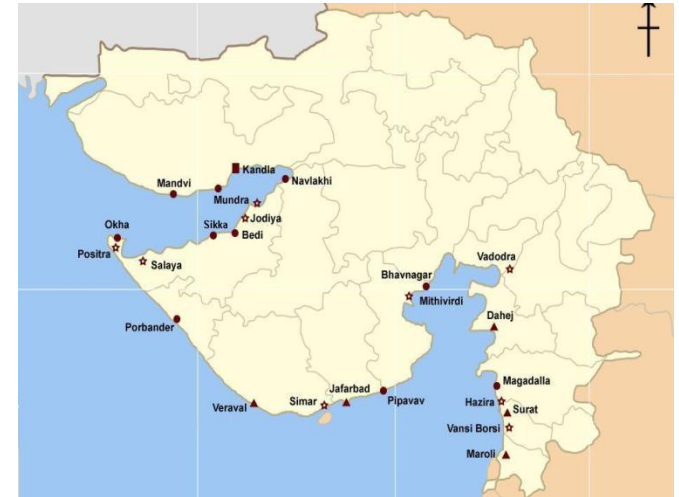 Kandla
Mandvi
Navlakhi
Mundra
Jodiya
Okha
Sikka
Bedi
Positra
Salaya
Vadodra
Bhavnagar
Mithivirdi
Dahej
Porbander
Magadalla
Jafarbad
Hazira
Simar
Pipavav
Veraval
Surat
Vansi Borsi
Maroli